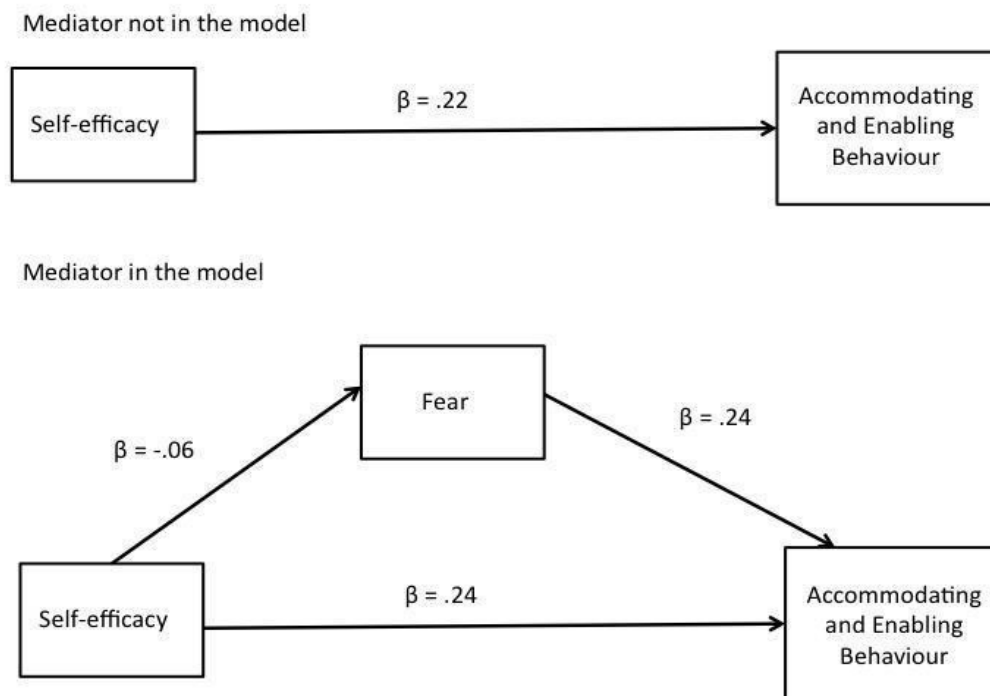 Mediator not in the model
Self-efficacy
β = .22
Accommodating
and Enabling
Behaviour
Mediator in the model
Fear
β = -.06
β = .24
Self-efficacy
β = .24
Accommodating
and Enabling
Behaviour